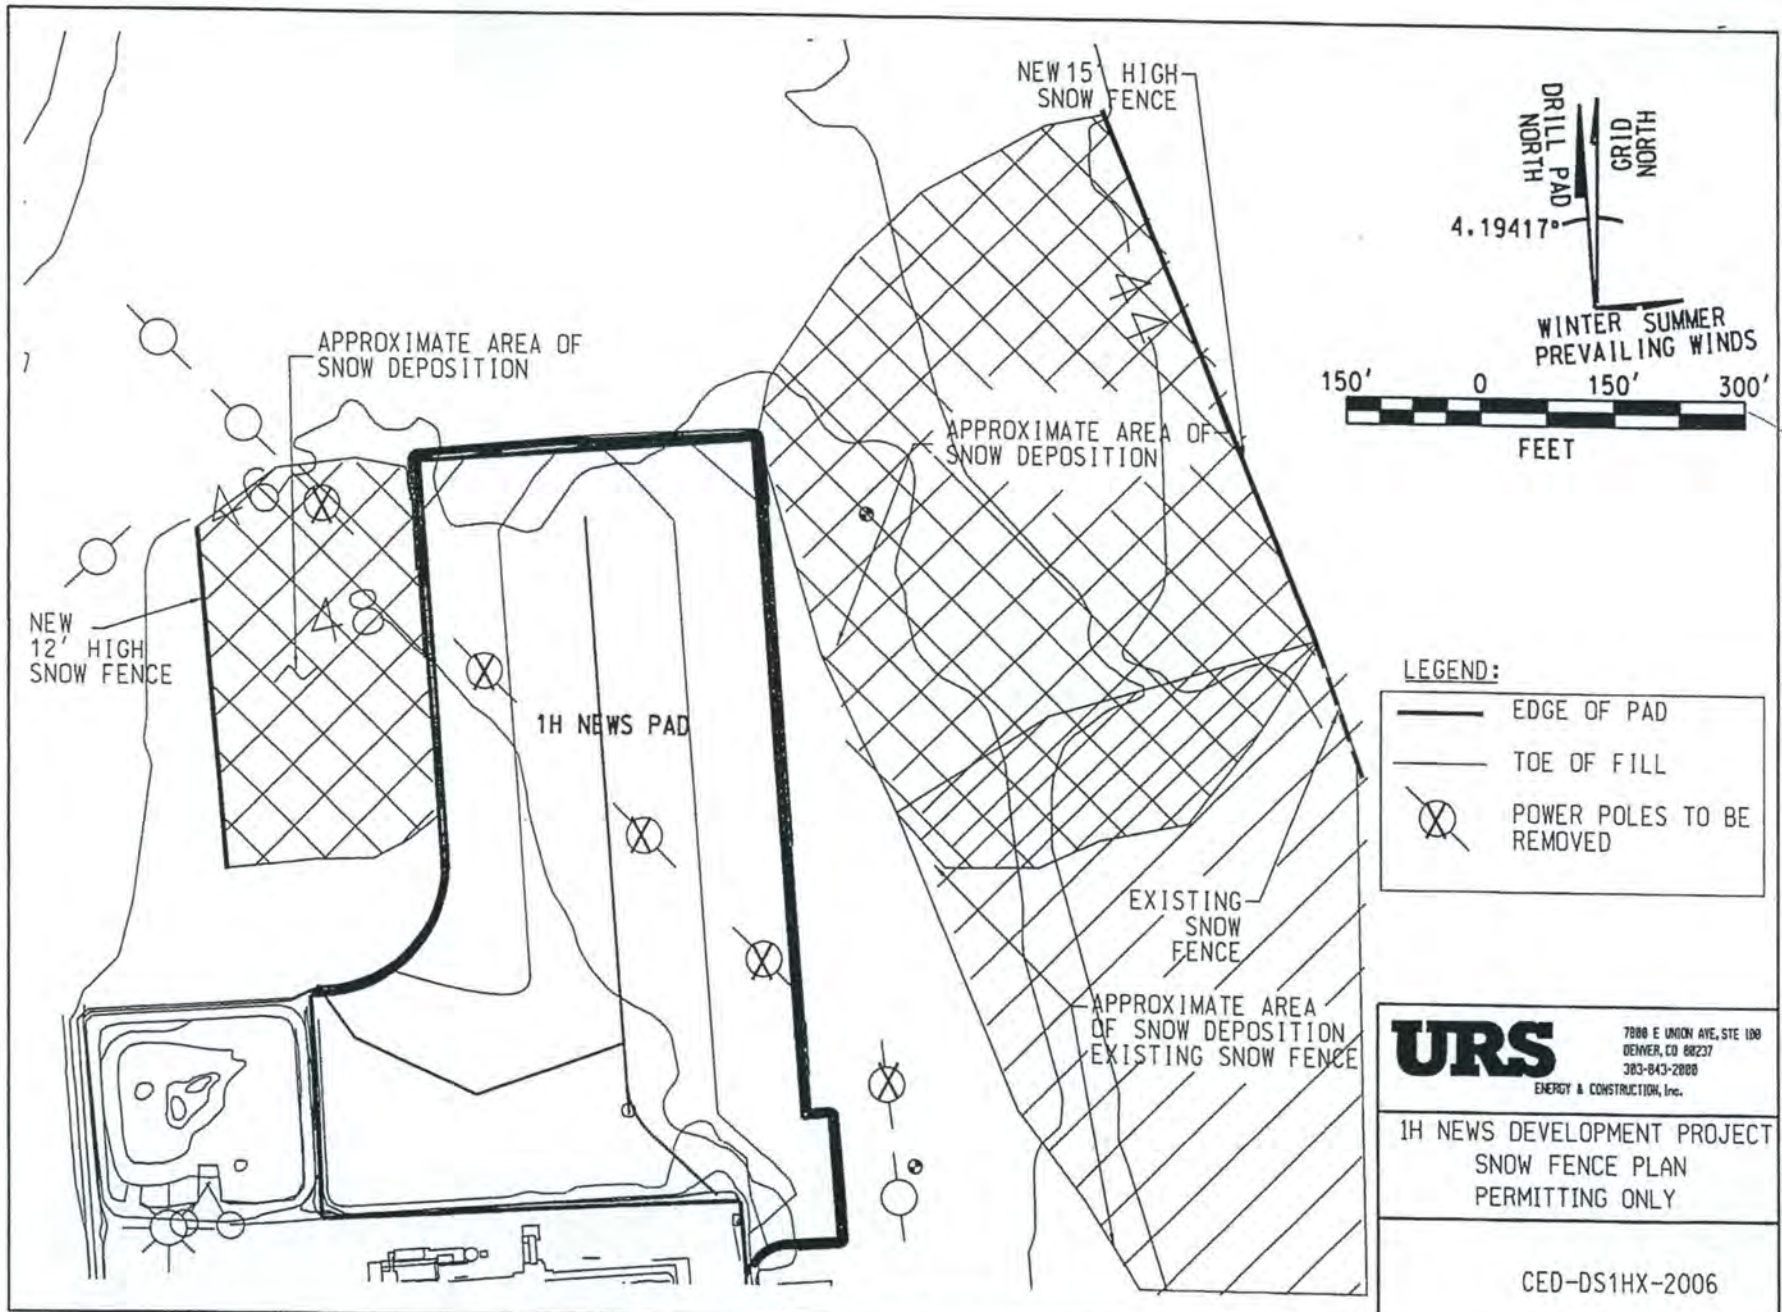 NEW 15' HIGH
SNOW FENCE
DRILL PAD
NORTH
GRID
NORTH
4.19417°
WINTER SUMMER
PREVAILING WINDS
150' 0 150' 300'
FEET
APPROXIMATE AREA OF
SNOW DEPOSITION
APPROXIMATE AREA OF
SNOW DEPOSITION
NEW
12' HIGH
SNOW FENCE
1H NEWS PAD
LEGEND:
EDGE OF PAD
TOE OF FILL
POWER POLES TO BE
REMOVED
EXISTING
SNOW
FENCE
APPROXIMATE AREA
OF SNOW DEPOSITION
EXISTING SNOW FENCE
URS
E UNION AVE, STE 100
DENVER, CO 80237
ENERGY & CONSTRUCTION, Inc.
1H NEWS DEVELOPMENT PROJECT
SNOW FENCE PLAN
PERMITTING ONLY
CED-DS1HX-2006